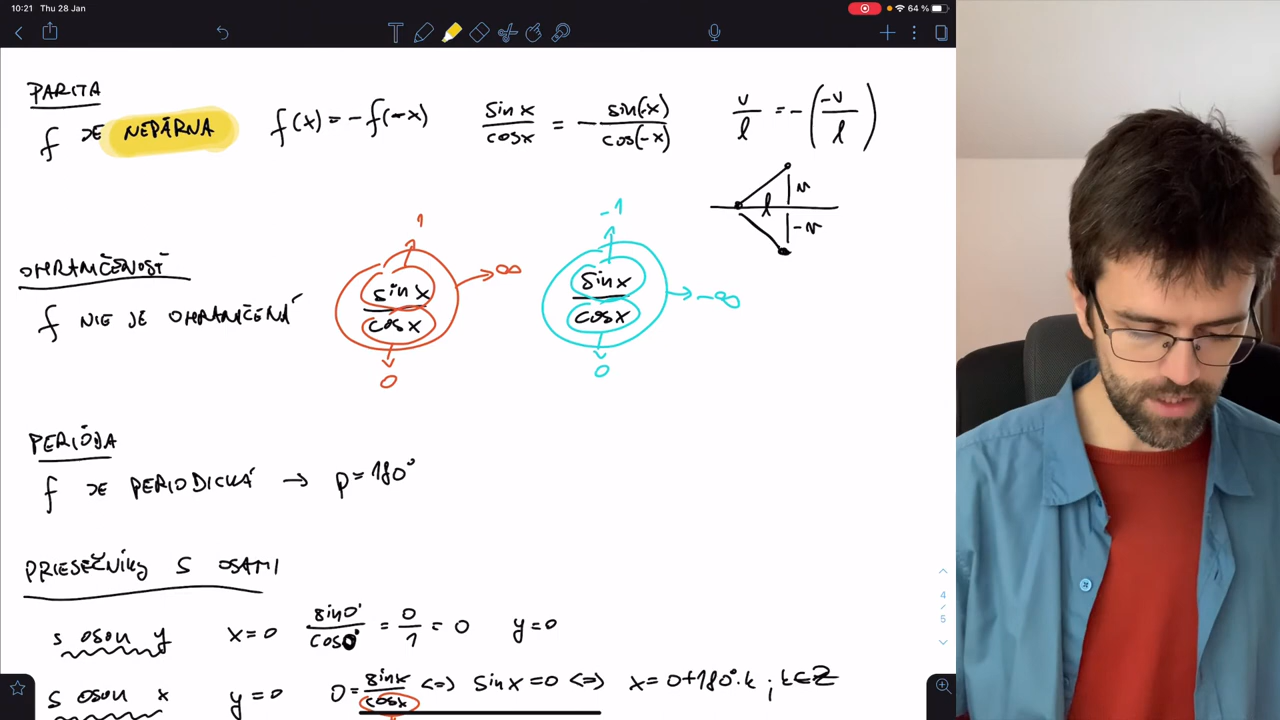 10:21 Thu 28 Jan
64 %
PARITA
f JE NEPÁRNA f(x) = -f(-x) sin x / cos x = - sin(-x) / cos(-x) v / l = -( -v / l )
v
l
-v
1 -1
OHRANIČENOSŤ
sin x / cos x ∞ sin x / cos x -∞
f NIE JE OHRANIČENÁ
0 0
PERIÓDA
f JE PERIODICKÁ → p = 180°
PRIESEČNÍKY S OSAMI
s osou y x = 0 sin 0° / cos 0° = 0 / 1 = 0 y = 0
s osou x y = 0 0 = sin x / cos x <=> sin x = 0 <=> x = 0 + 180°.k ; k ∈ Z
4
/
5